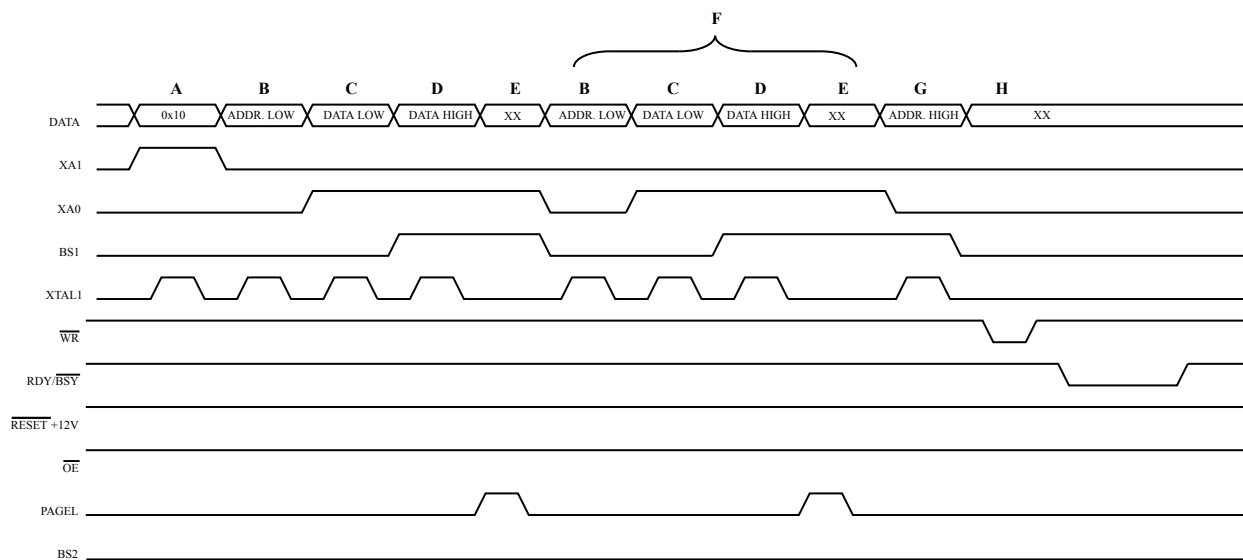 F
A B C D E B C D E G H
DATA 0x10 ADDR. LOW DATA LOW DATA HIGH XX ADDR. LOW DATA LOW DATA HIGH XX ADDR. HIGH XX
XA1
XA0
BS1
XTAL1
WR
RDY/BSY
RESET +12V
OE
PAGEL
BS2